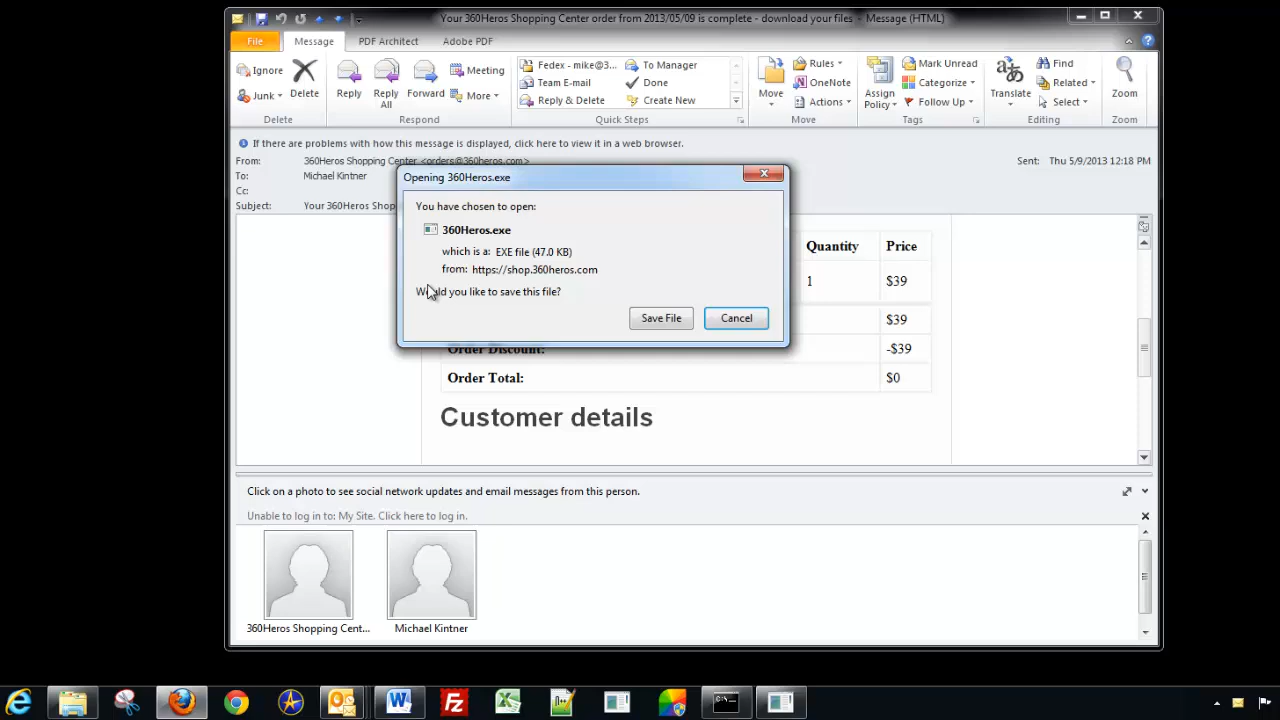 Your 360Heros Shopping Center order from 2013/05/09 is complete - download your files - Message (HTML)
File Message PDF Architect Adobe PDF
Ignore
Junk
Delete
Delete
Reply
Reply All
Forward
Meeting
More
Respond
Fedex - mike@3...
Team E-mail
Reply & Delete
To Manager
Done
Create New
Quick Steps
Move
Rules
OneNote
Actions
Move
Assign Policy
Mark Unread
Categorize
Follow Up
Tags
Translate
Find
Related
Select
Editing
Zoom
Zoom
If there are problems with how this message is displayed, click here to view it in a web browser.
From: 360Heros Shopping Center <orders@360heros.com>
Sent: Thu 5/9/2013 12:18 PM
To: Michael Kintner
Cc:
Subject: Your 360Heros Shop
Opening 360Heros.exe
You have chosen to open:
360Heros.exe
which is a: EXE file (47.0 KB)
from: https://shop.360heros.com
Would you like to save this file?
Save File Cancel
Quantity Price
1 $39
$39
Order Discount: -$39
Order Total: $0
Customer details
Click on a photo to see social network updates and email messages from this person.
Unable to log in to: My Site. Click here to log in.
360Heros Shopping Cent... Michael Kintner